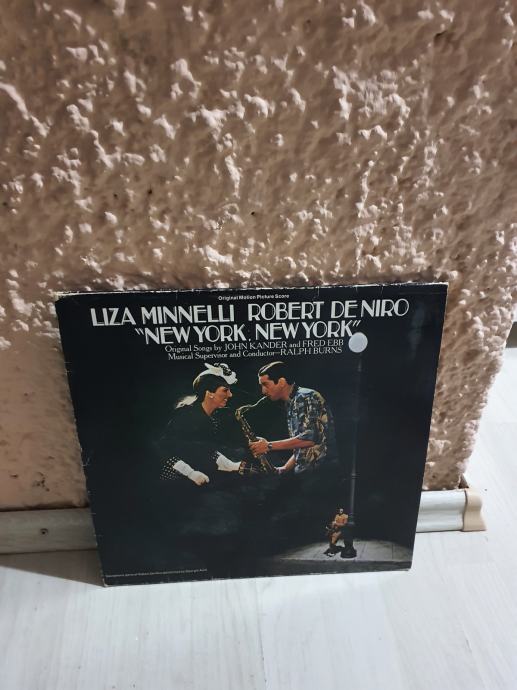 Original Motion Picture Score
LIZA MINNELLI ROBERT DE NIRO
"NEW YORK, NEW YORK"
Original Songs by JOHN KANDER and FRED EBB
Musical Supervisor and Conductor—RALPH BURNS